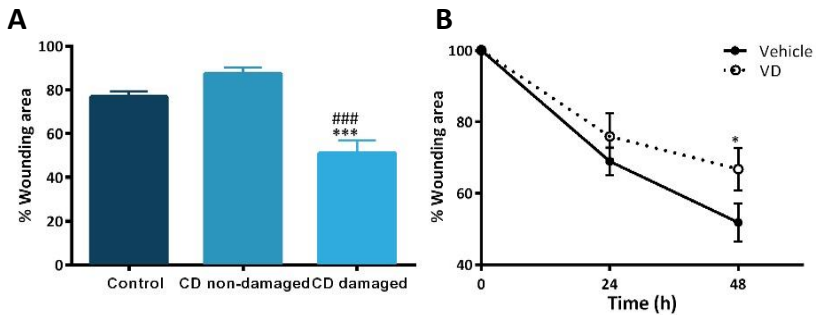 A
% Wounding area
100
80
60
40
20
0
###
***
Control
CD non-damaged
CD damaged
B
% Wounding area
100
80
60
40
Vehicle
VD
*
0
24
48
Time (h)